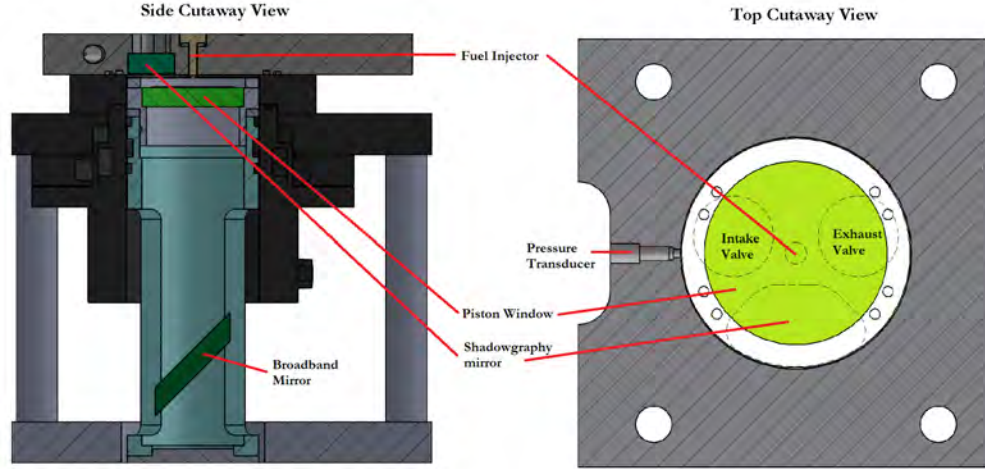 Side Cutaway View
Top Cutaway View
Fuel Injector
Intake
Valve
Exhaust
Valve
Pressure
Transducer
Piston Window
Shadowgraphy
mirror
Broadband
Mirror